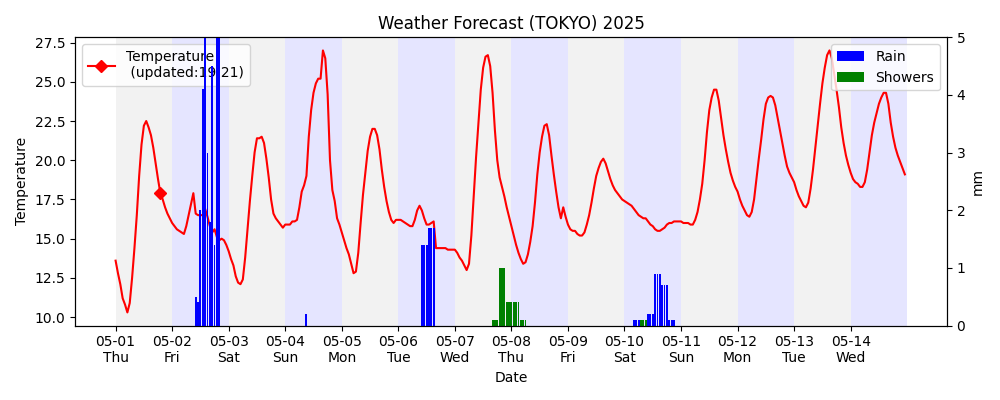 Weather Forecast (TOKYO) 2025
Temperature
(updated:19:21)
Rain
Showers
27.5
25.0
22.5
20.0
17.5
15.0
12.5
10.0
Temperature
5
4
3
2
1
0
mm
05-01 05-02 05-03 05-04 05-05 05-06 05-07 05-08 05-09 05-10 05-11 05-12 05-13 05-14
Thu Fri Sat Sun Mon Tue Wed Thu Fri Sat Sun Mon Tue Wed
Date